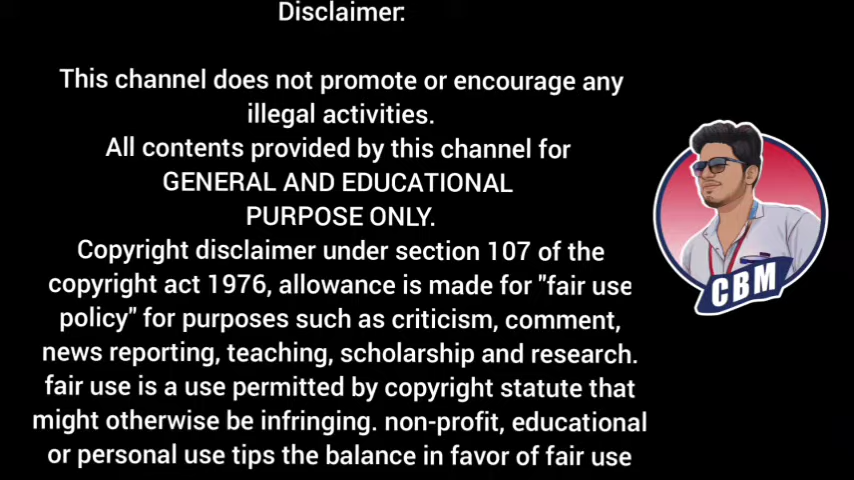 Disclaimer:
This channel does not promote or encourage any
illegal activities.
All contents provided by this channel for
GENERAL AND EDUCATIONAL
PURPOSE ONLY.
Copyright disclaimer under section 107 of the
copyright act 1976, allowance is made for "fair use
policy" for purposes such as criticism, comment,
news reporting, teaching, scholarship and research.
fair use is a use permitted by copyright statute that
might otherwise be infringing. non-profit, educational
or personal use tips the balance in favor of fair use
CBM